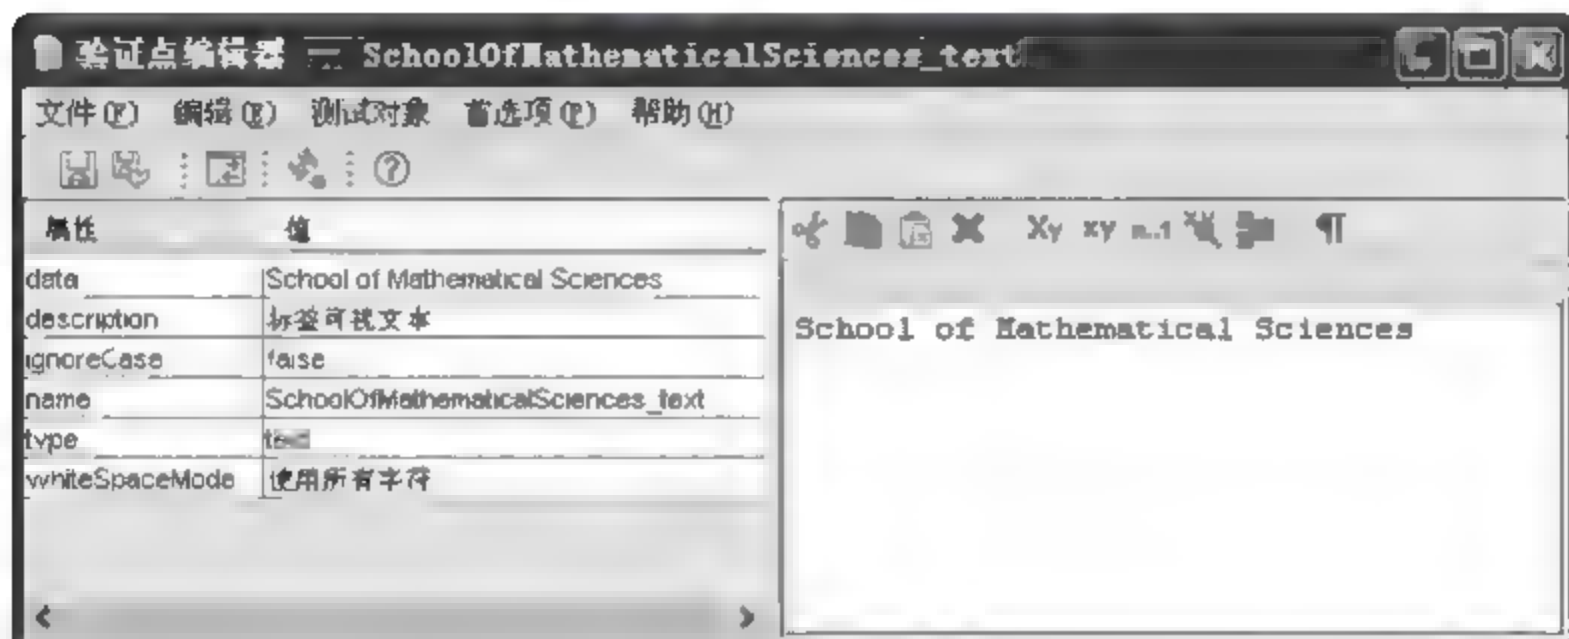 验证点编辑器 SchoolOfMathematicalSciences_text
文件(F) 编辑(E) 测试对象 首选项(P) 帮助(H)
属性 值
data School of Mathematical Sciences
description 标签可视文本
ignoreCase false
name SchoolOfMathematicalSciences_text
type
whiteSpaceMode 使用所有字符
Xy xy
School of Mathematical Sciences